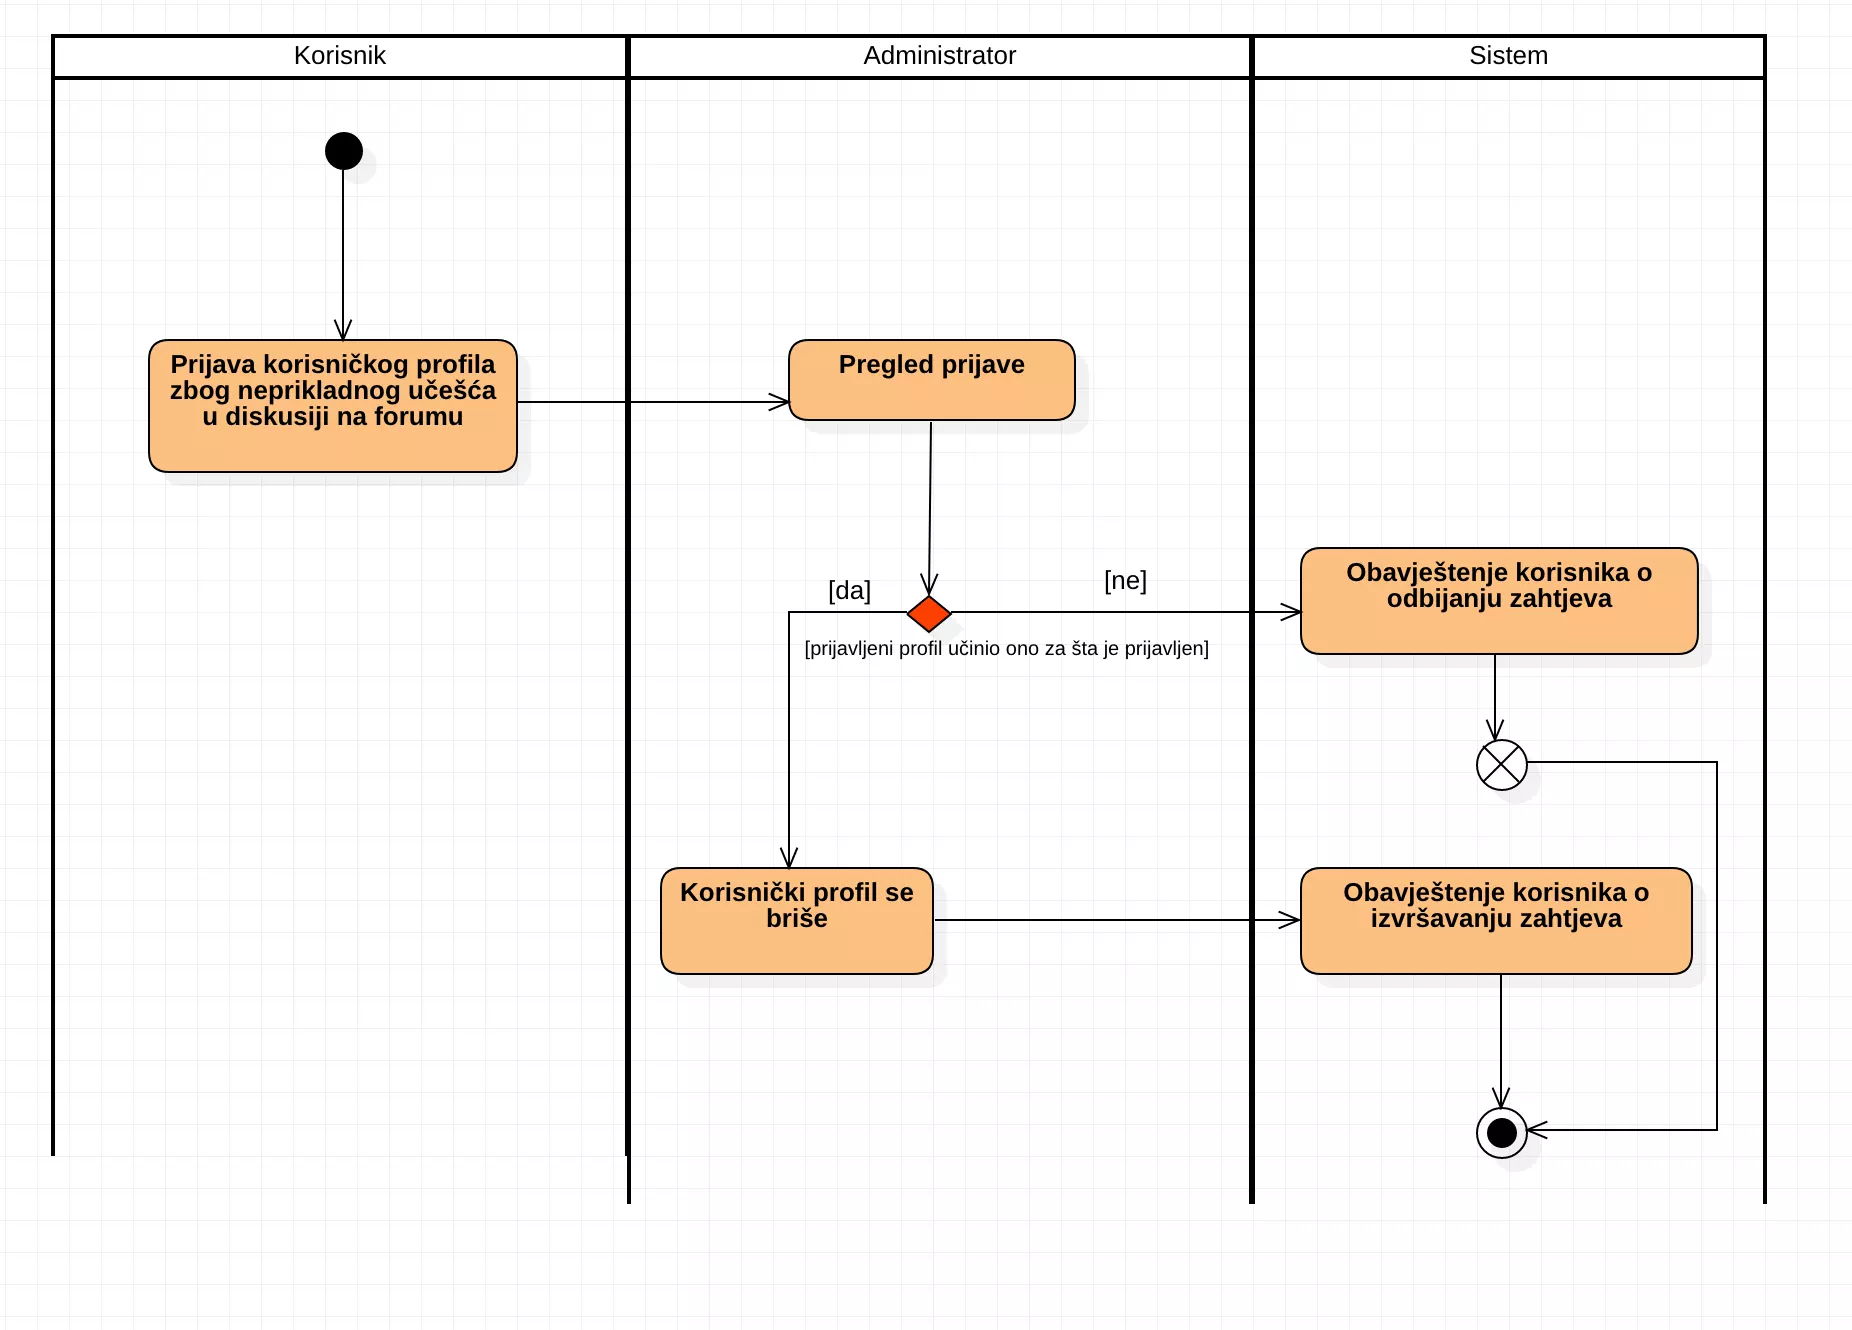 Korisnik
Administrator
Sistem
Prijava korisničkog profila
zbog neprikladnog učešća
u diskusiji na forumu
Pregled prijave
[da]
[ne]
[prijavljeni profil učinio ono za šta je prijavljen]
Obavještenje korisnika o
odbijanju zahtjeva
Korisnički profil se
briše
Obavještenje korisnika o
izvršavanju zahtjeva